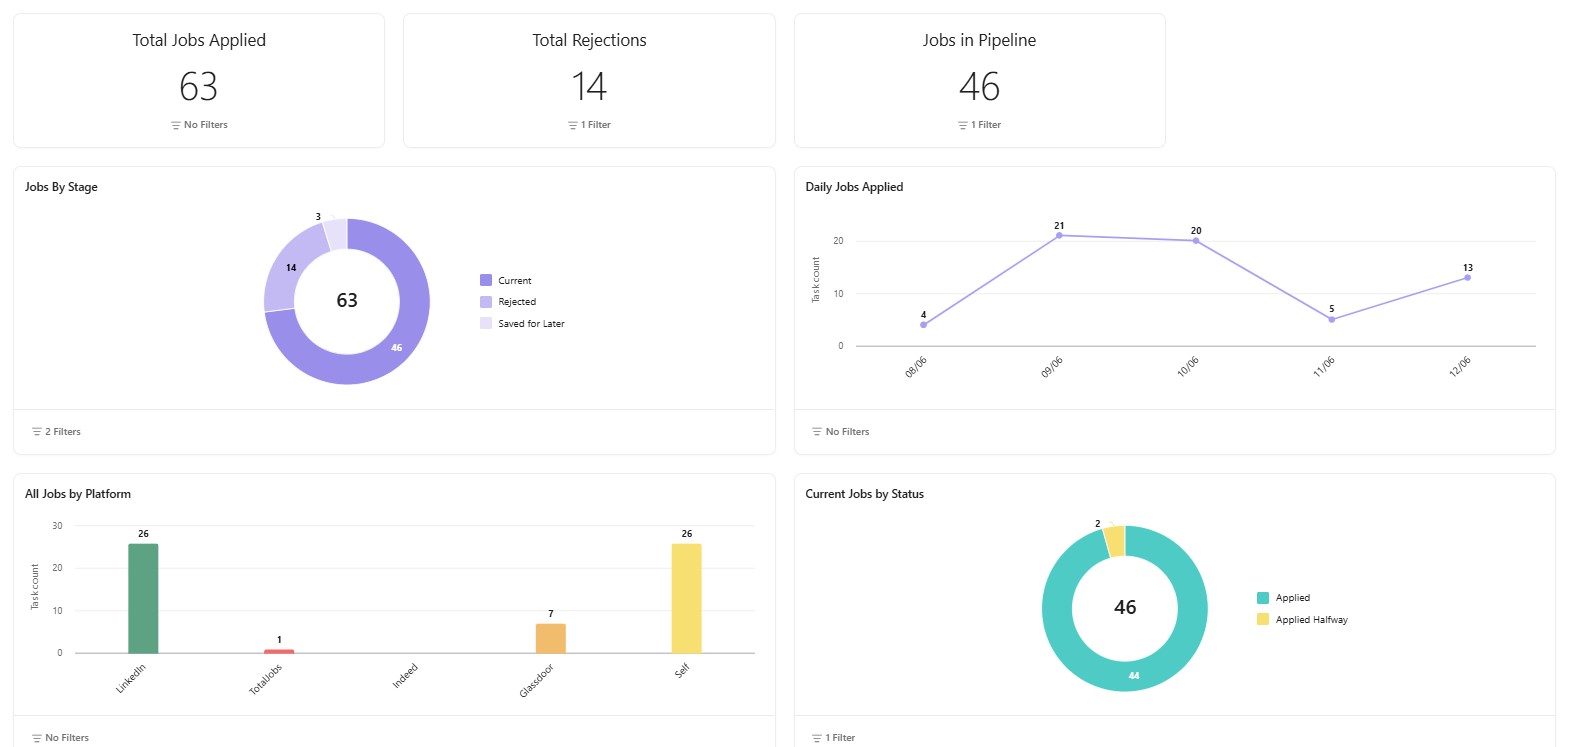 Total Jobs Applied
63
No Filters
Total Rejections
14
1 Filter
Jobs in Pipeline
46
1 Filter
Jobs By Stage
3
14
63
46
Current
Rejected
Saved for Later
2 Filters
Daily Jobs Applied
Task count
20
10
0
4
21
20
5
13
08/06
09/06
10/06
11/06
12/06
No Filters
All Jobs by Platform
Task count
30
20
10
0
26
1
7
26
LinkedIn
TotalJobs
Indeed
Glassdoor
Self
No Filters
Current Jobs by Status
2
46
44
Applied
Applied Halfway
1 Filter